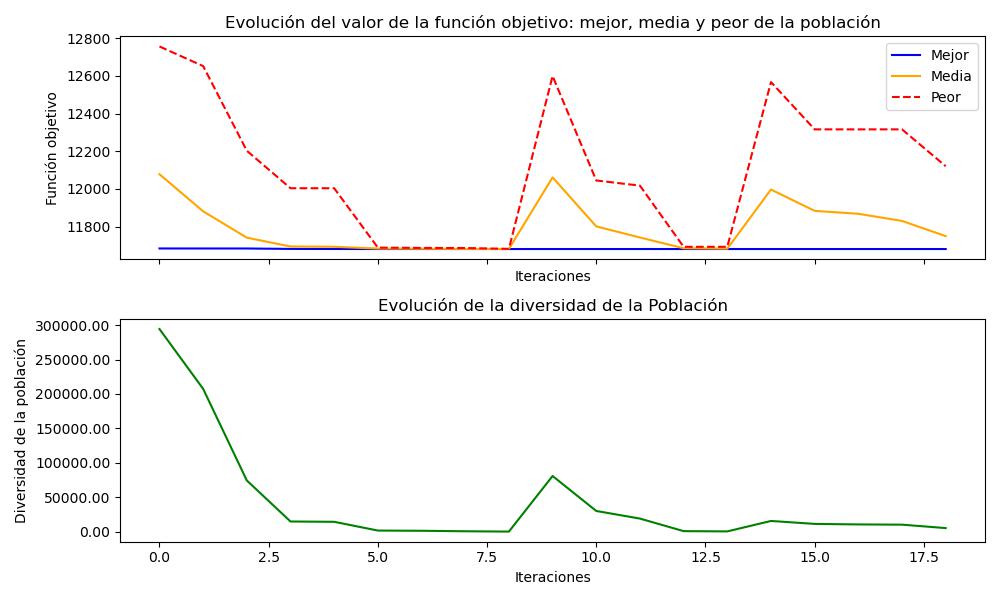 Evolución del valor de la función objetivo: mejor, media y peor de la población
12800
12600
12400
12200
12000
11800
Función objetivo
Mejor
Media
Peor
Iteraciones
Evolución de la diversidad de la Población
300000.00
250000.00
200000.00
150000.00
100000.00
50000.00
0.00
Diversidad de la población
0.0 2.5 5.0 7.5 10.0 12.5 15.0 17.5
Iteraciones